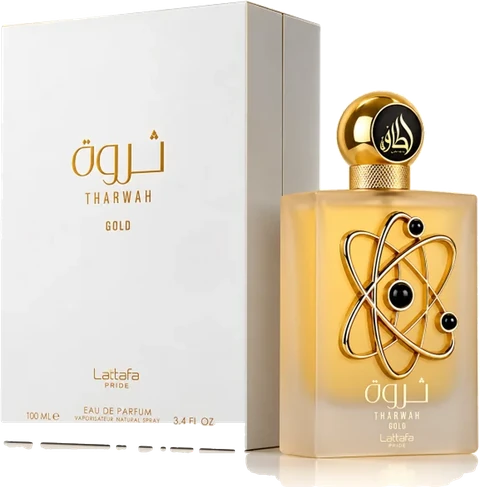 ثروة
THARWAH
GOLD
Lattafa
PRIDE
100 ML e
EAU DE PARFUM
VAPORISATEUR NATURAL SPRAY
3.4 Fl OZ
لطافة
ثروة
THARWAH
GOLD
Lattafa
PRIDE